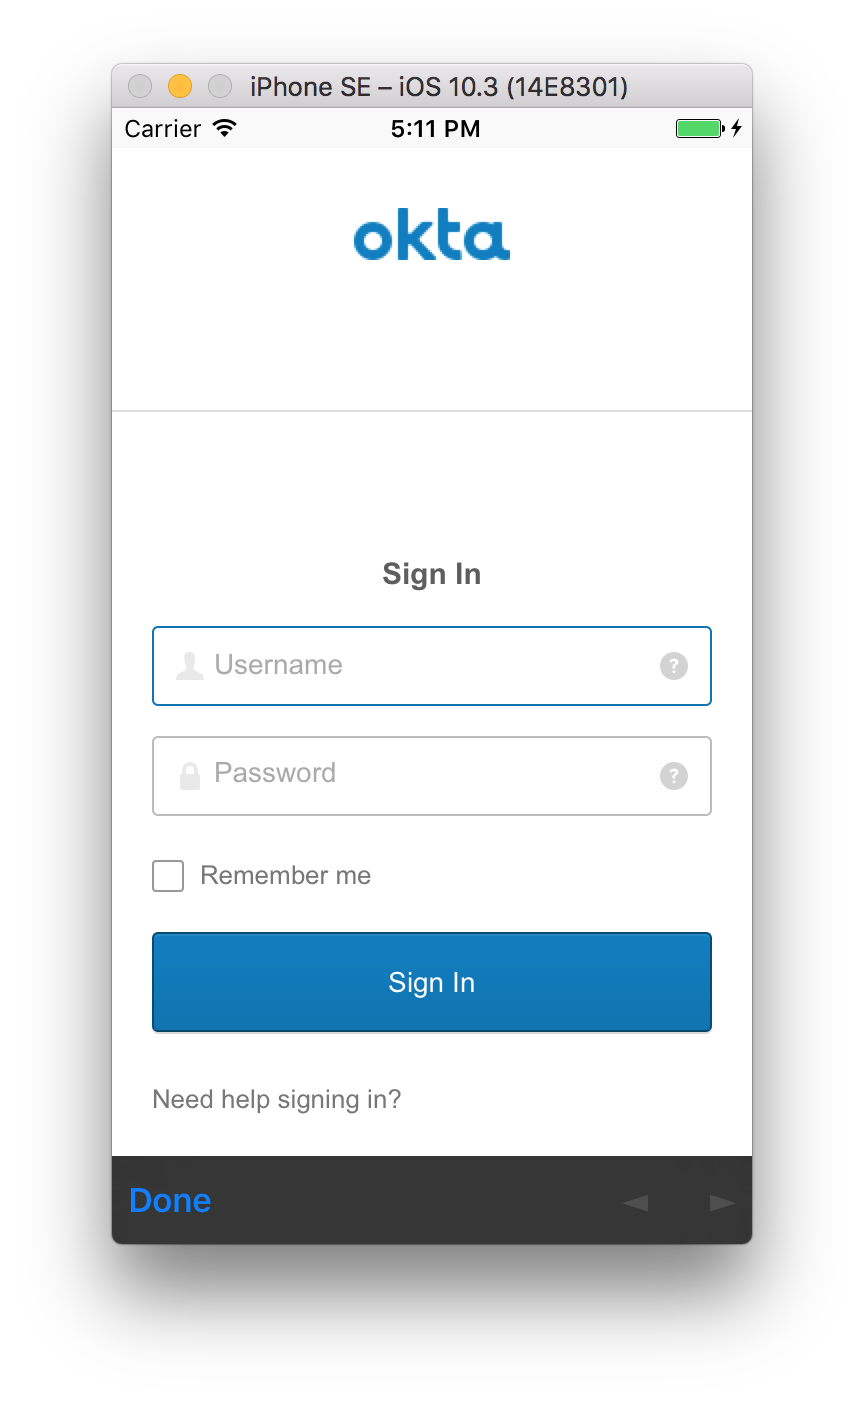 iPhone SE – iOS 10.3 (14E8301)
Carrier 5:11 PM
okta
Sign In
Username ?
Password ?
Remember me
Sign In
Need help signing in?
Done